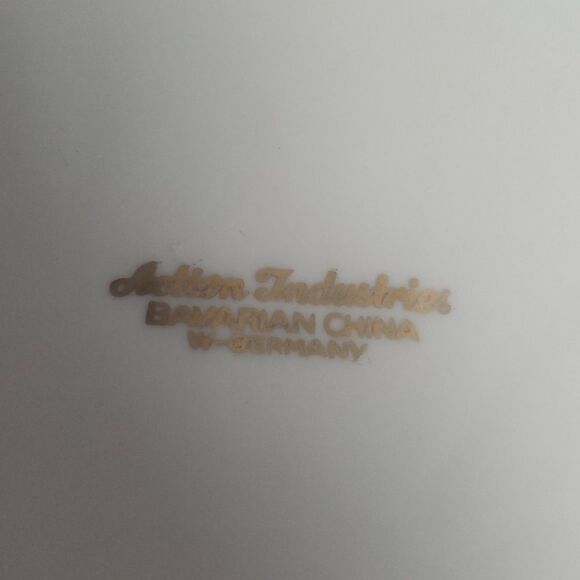 Action Industries
BAVARIAN CHINA
W-GERMANY